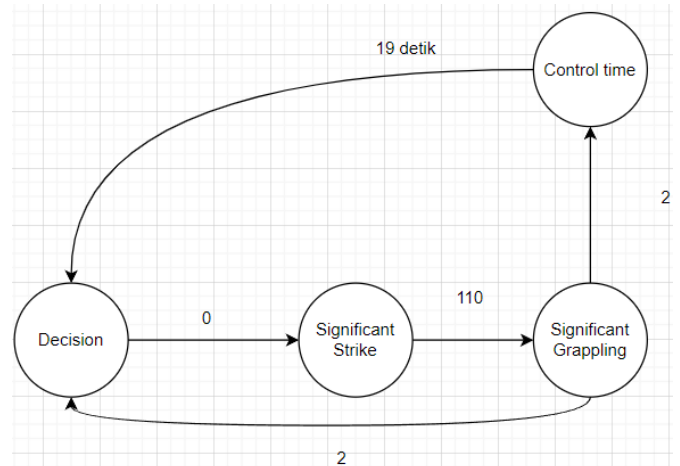 19 detik
Control time
2
110
0
Decision
Significant
Strike
Significant
Grappling
2